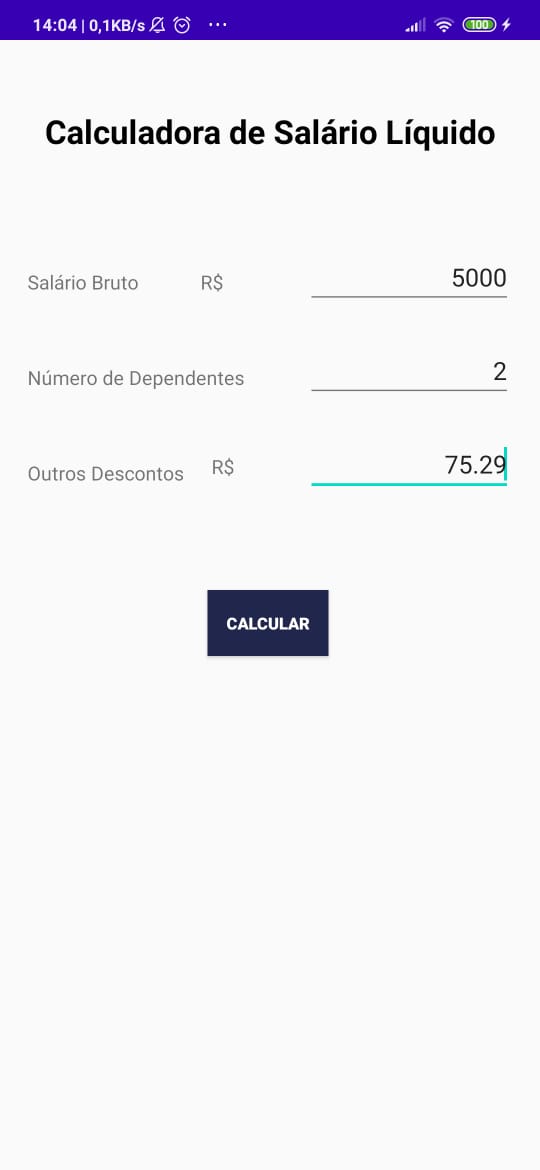 14:04 | 0,1KB/s ... 100
Calculadora de Salário Líquido
Salário Bruto R$ 5000
Número de Dependentes 2
Outros Descontos R$ 75.29
CALCULAR